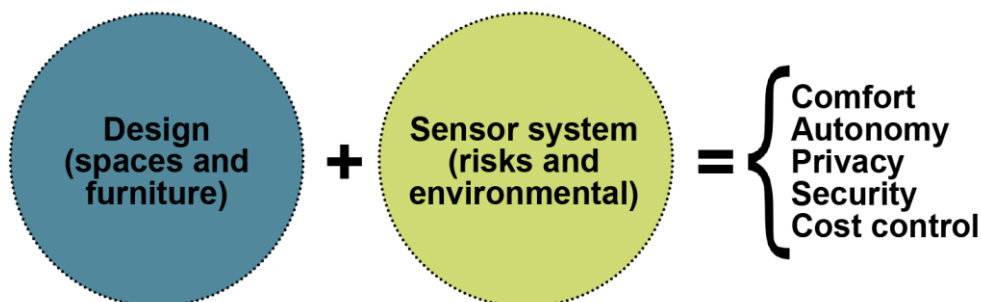 Design
(spaces and
furniture)
+
Sensor system
(risks and
environmental)
=
{
Comfort
Autonomy
Privacy
Security
Cost control